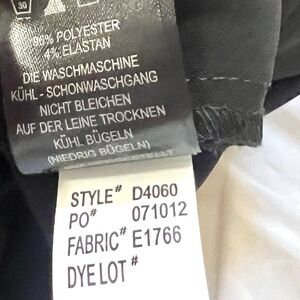 30
96% POLYESTER
4% ELASTAN
DIE WASCHMASCHINE
KÜHL - SCHONWASCHGANG
NICHT BLEICHEN
AUF DER LEINE TROCKNEN
KÜHL BÜGELN
(NIEDRIG BÜGELN)
STYLE# D4060
PO# 071012
FABRIC# E1766
DYE LOT#